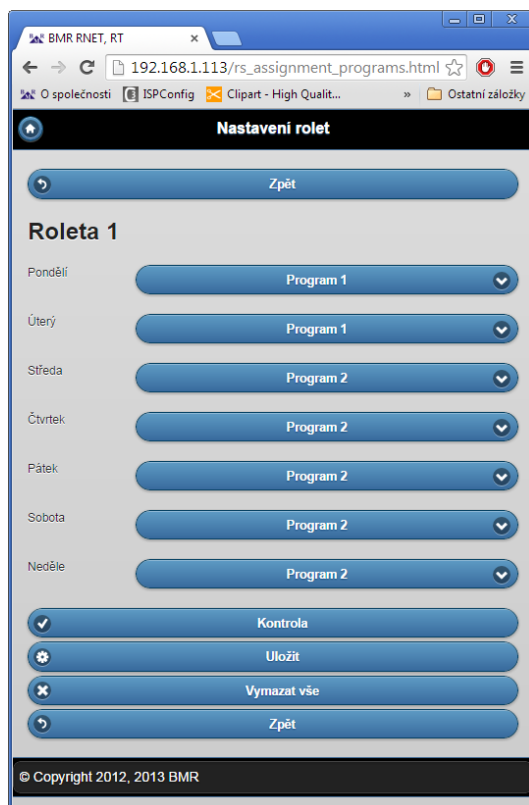 BMR RNET, RT
192.168.1.113/rs_assignment_programs.html
O společnosti ISPConfig Clipart - High Qualit... » Ostatní záložky
Nastavení rolet
Zpět
Roleta 1
Pondělí Program 1
Úterý Program 1
Středa Program 2
Čtvrtek Program 2
Pátek Program 2
Sobota Program 2
Neděle Program 2
Kontrola
Uložit
Vymazat vše
Zpět
© Copyright 2012, 2013 BMR